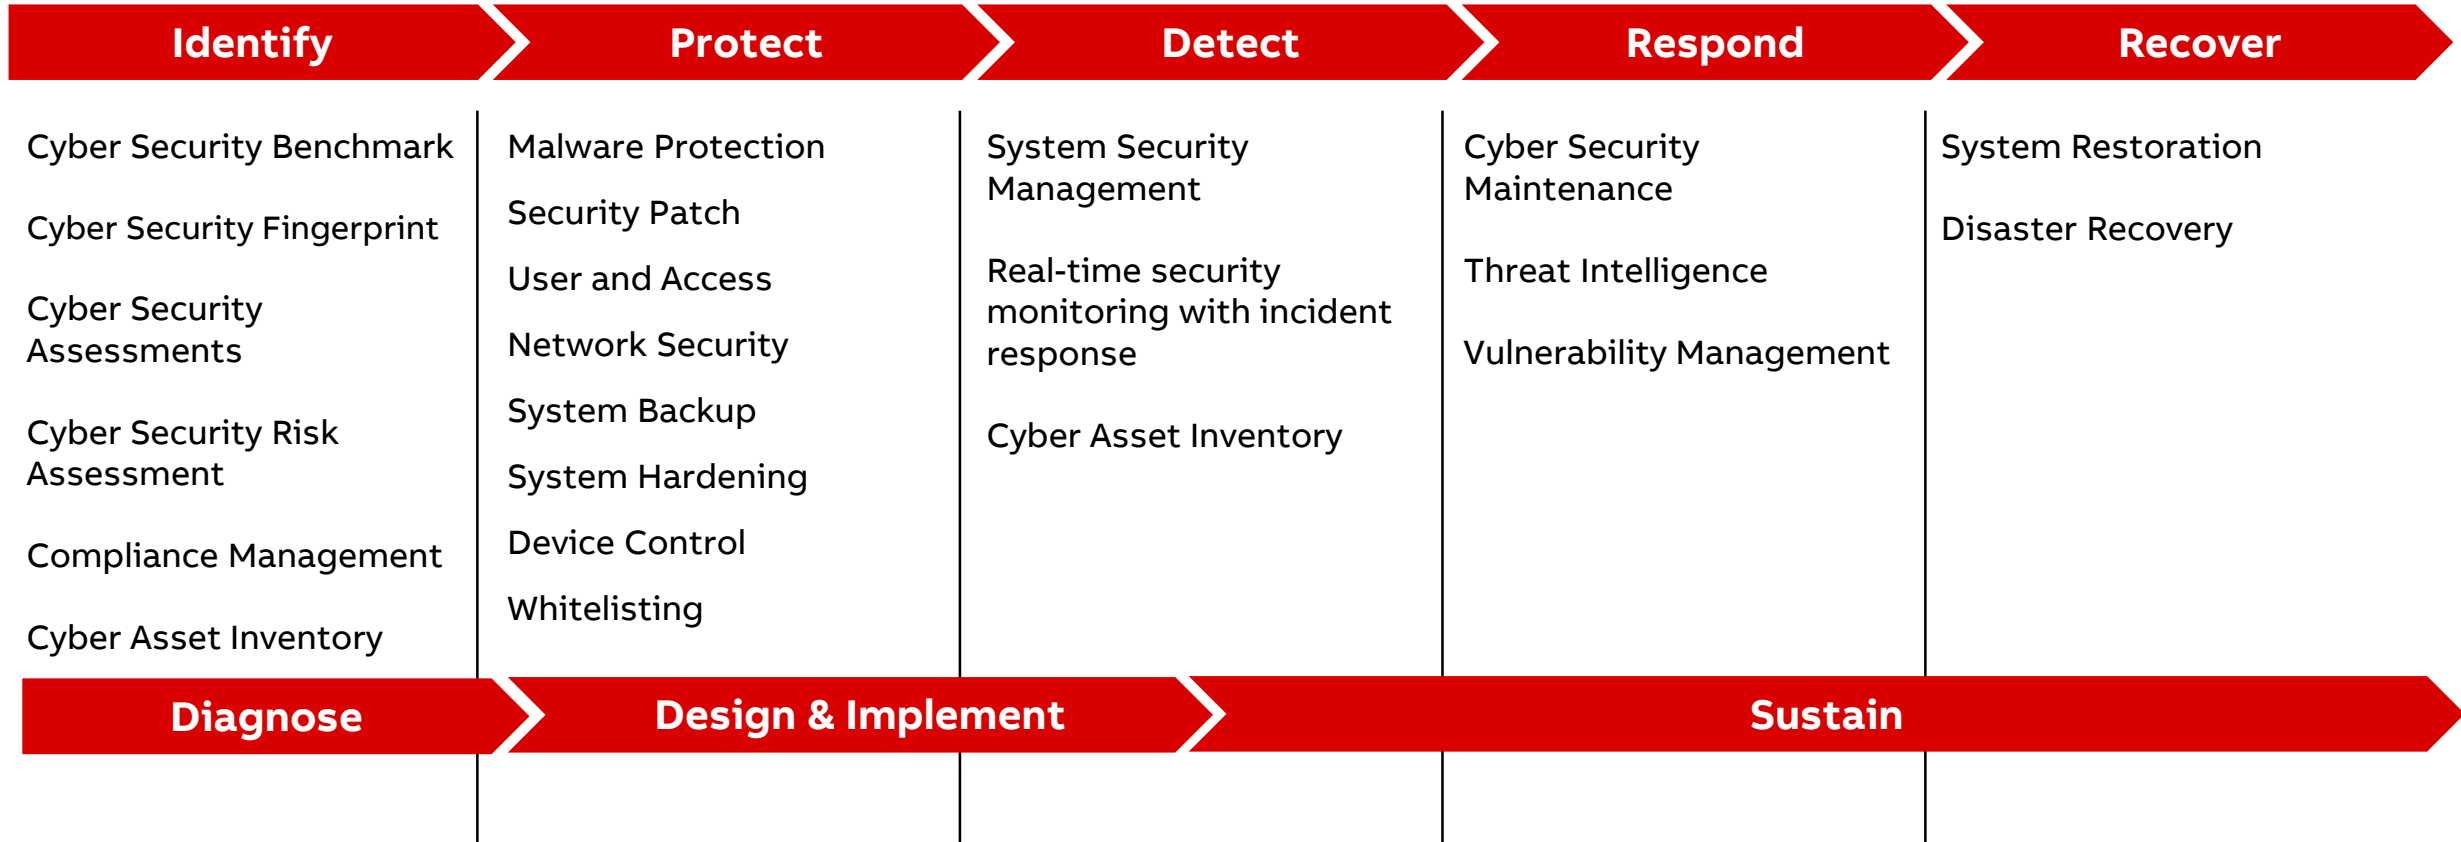 Identify
Protect
Detect
Respond
Recover
Cyber Security Benchmark
Cyber Security Fingerprint
Cyber Security
Assessments
Cyber Security Risk
Assessment
Compliance Management
Cyber Asset Inventory
Malware Protection
Security Patch
User and Access
Network Security
System Backup
System Hardening
Device Control
Whitelisting
System Security
Management
Real-time security
monitoring with incident
response
Cyber Asset Inventory
Cyber Security
Maintenance
Threat Intelligence
Vulnerability Management
System Restoration
Disaster Recovery
Diagnose
Design & Implement
Sustain